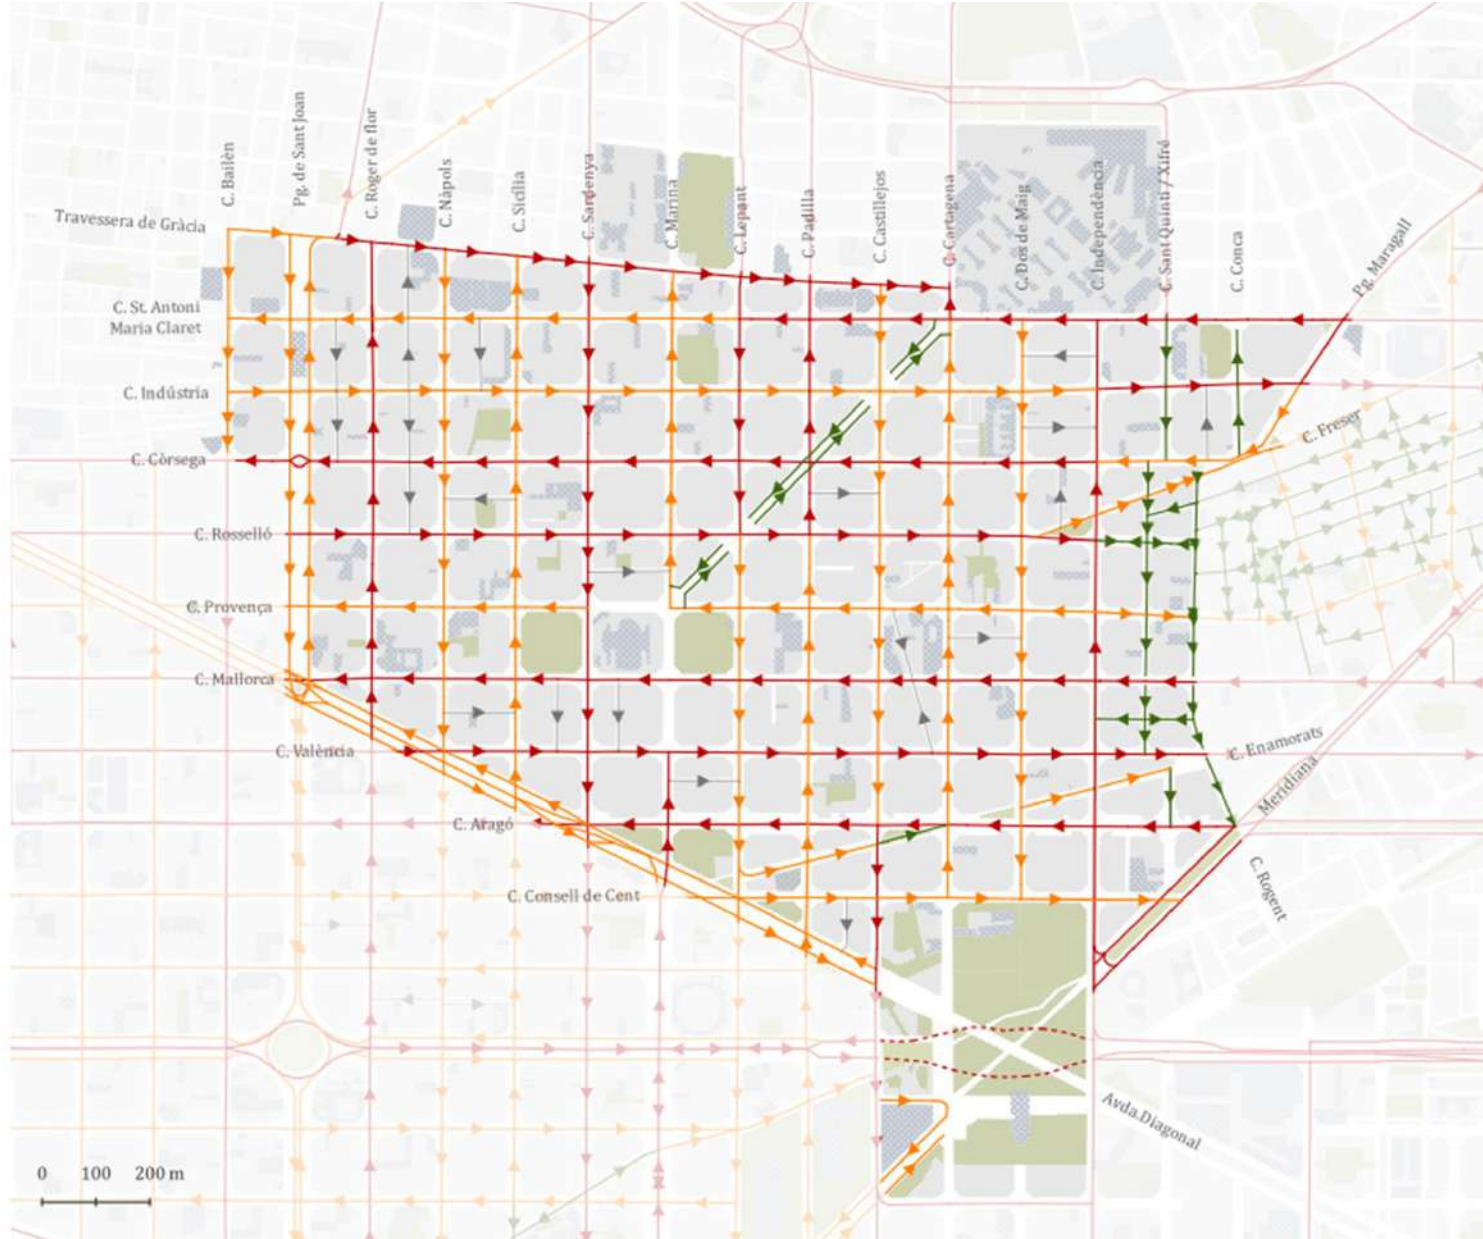 C. Bailèn
Pg. de Sant Joan
C. Roger de flor
C. Nàpols
C. Sicília
C. Sardenya
C. Marina
C. Lepant
C. Padilla
C. Castillejos
C. Cartagena
C. Dos de Maig
C. Independència
C. Sant Quintí / Xifré
C. Conca
Pg. Maragall
Travessera de Gràcia
C. St. Antoni
Maria Claret
C. Indústria
C. Freser
C. Còrsega
C. Rosselló
C. Provença
C. Mallorca
C. València
C. Enamorats
Meridiana
C. Aragó
C. Consell de Cent
C. Rogent
Avda.Diagonal
0 100 200 m